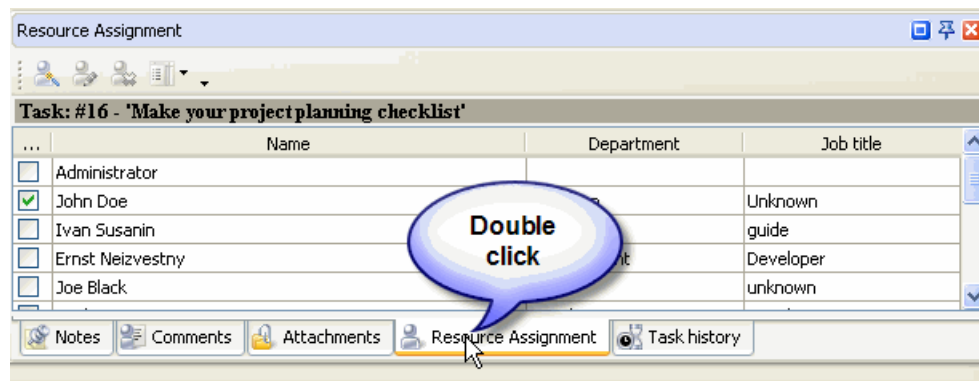 Resource Assignment
Task: #16 - 'Make your project planning checklist'
... Name Department Job title
Administrator
John Doe Unknown
Ivan Susanin guide
Ernst Neizvestny Developer
Joe Black unknown
Double
click
Notes Comments Attachments Resource Assignment Task history